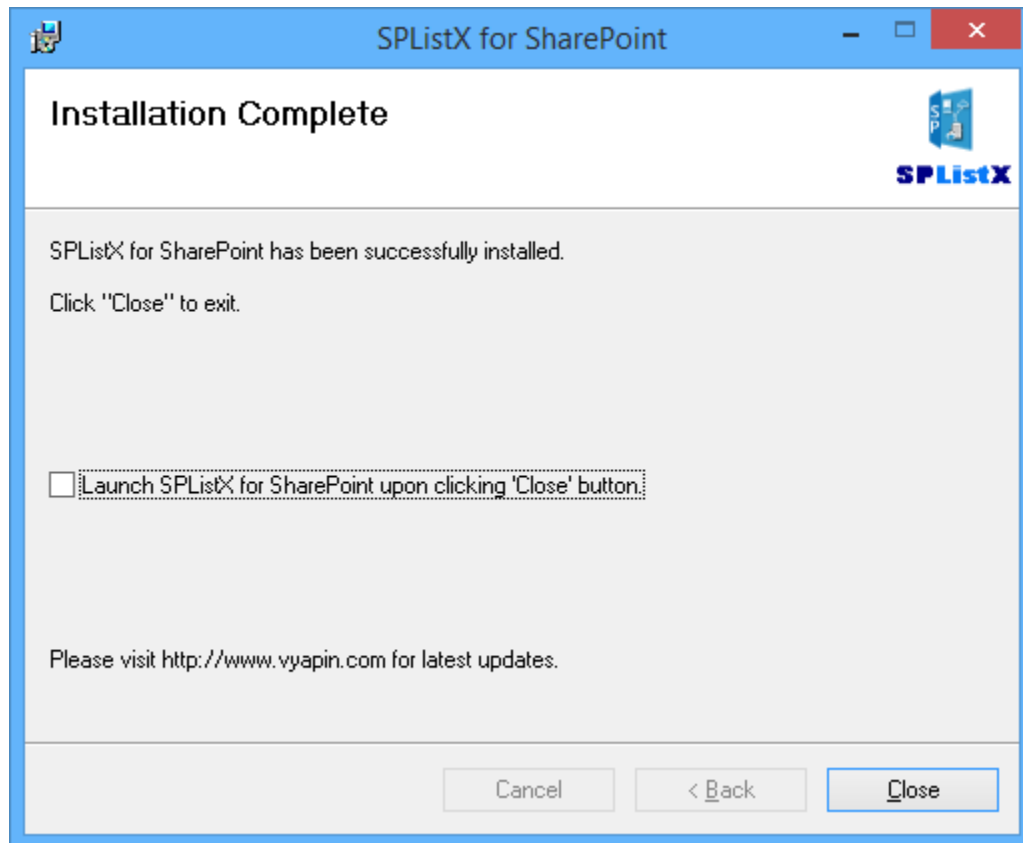 SPListX for SharePoint
Installation Complete
SP
SPListX
SPListX for SharePoint has been successfully installed.
Click "Close" to exit.
Launch SPListX for SharePoint upon clicking 'Close' button.
Please visit http://www.vyapin.com for latest updates.
Cancel
< Back
Close